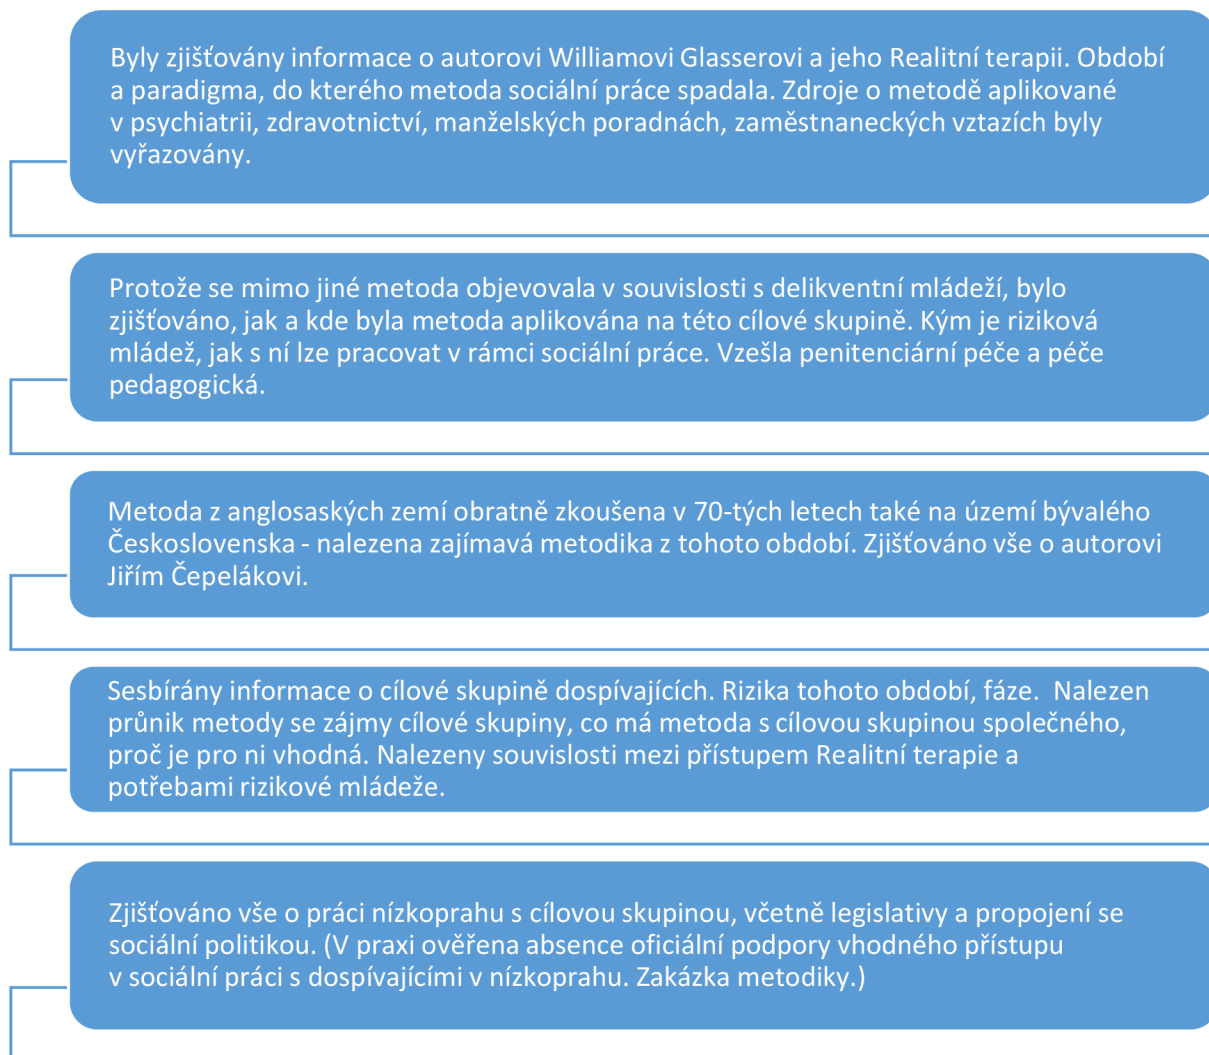 Byly zjišťovány informace o autorovi Williamovi Glasserovi a jeho Realitní terapii. Období
a paradigma, do kterého metoda sociální práce spadala. Zdroje o metodě aplikované
v psychiatrii, zdravotnictví, manželských poradnách, zaměstnaneckých vztazích byly
vyřazovány.
Protože se mimo jiné metoda objevovala v souvislosti s delikventní mládeží, bylo
zjišťováno, jak a kde byla metoda aplikována na této cílové skupině. Kým je riziková
mládež, jak s ní lze pracovat v rámci sociální práce. Vzešla penitenciární péče a péče
pedagogická.
Metoda z anglosaských zemí obratně zkoušena v 70-tých letech také na území bývalého
Československa - nalezena zajímavá metodika z tohoto období. Zjišťováno vše o autorovi
Jiřím Čepelákovi.
Sesbírány informace o cílové skupině dospívajících. Rizika tohoto období, fáze.  Nalezen
průnik metody se zájmy cílové skupiny, co má metoda s cílovou skupinou společného,
proč je pro ni vhodná. Nalezeny souvislosti mezi přístupem Realitní terapie a
potřebami rizikové mládeže.
Zjišťováno vše o práci nízkoprahu s cílovou skupinou, včetně legislativy a propojení se
sociální politikou. (V praxi ověřena absence oficiální podpory vhodného přístupu
v sociální práci s dospívajícími v nízkoprahu. Zakázka metodiky.)